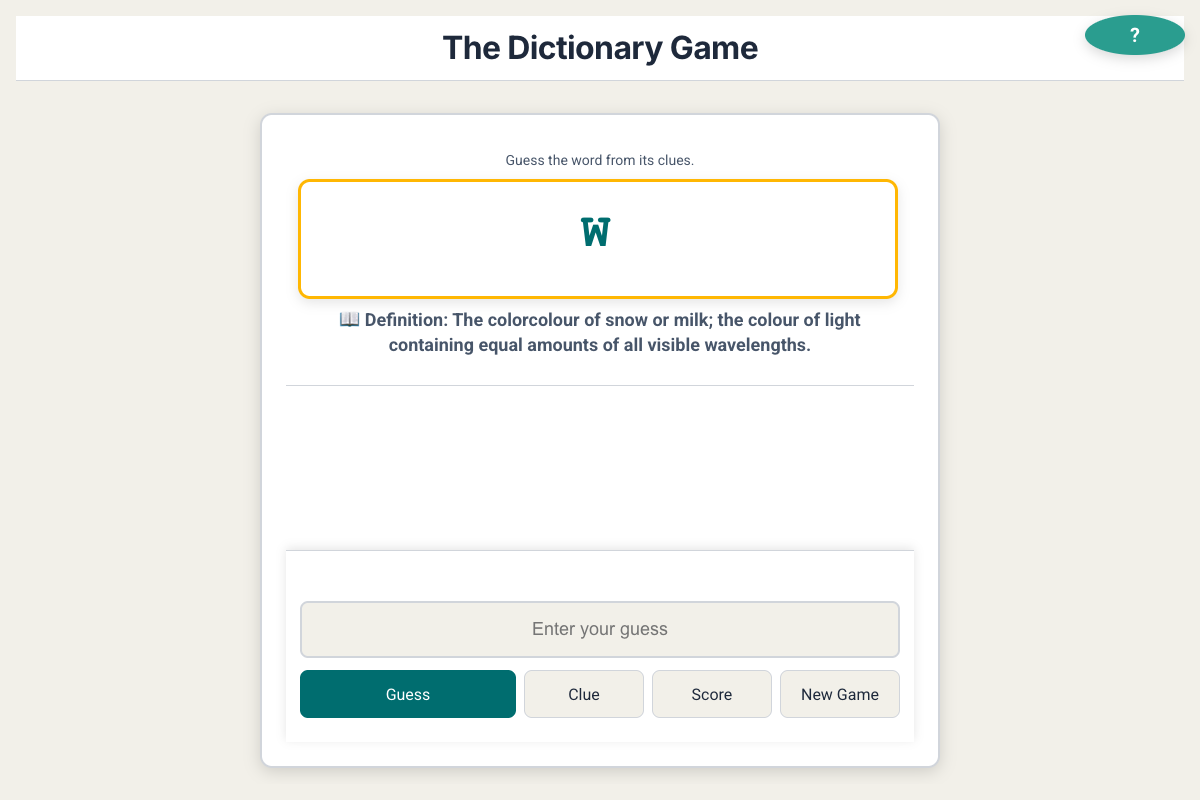 The Dictionary Game
?
Guess the word from its clues.
W
📖 Definition: The colorcolour of snow or milk; the colour of light
containing equal amounts of all visible wavelengths.
Enter your guess
Guess
Clue
Score
New Game